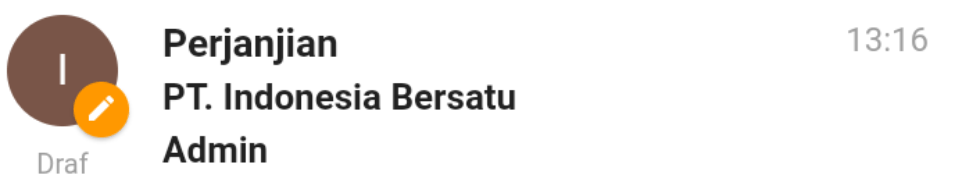 I
Perjanjian
13:16
PT. Indonesia Bersatu
Admin
Draf